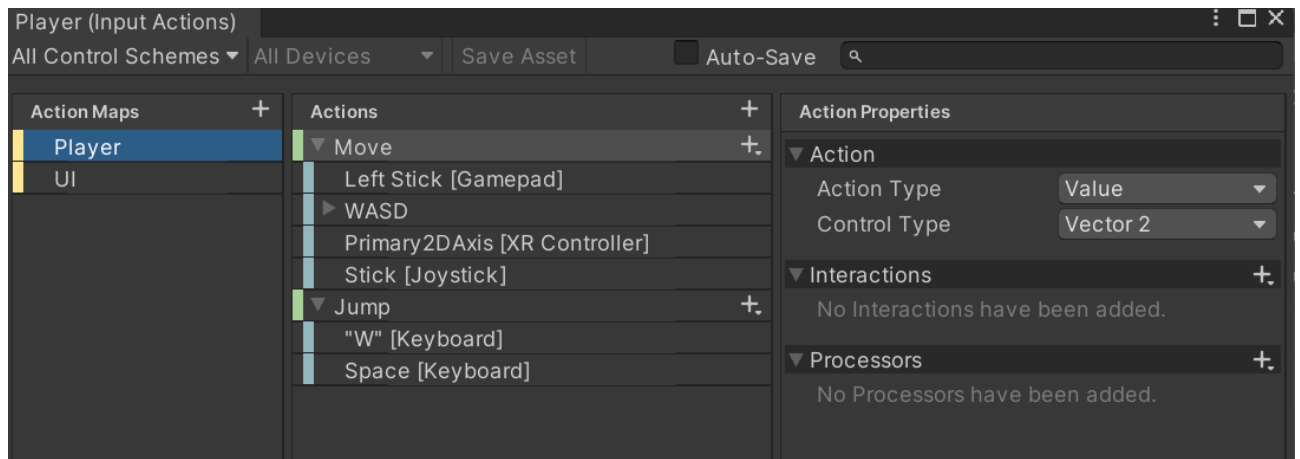 Player (Input Actions)
All Control Schemes All Devices Save Asset Auto-Save
Action Maps
Player
UI
Actions
Move
Left Stick [Gamepad]
WASD
Primary2DAxis [XR Controller]
Stick [Joystick]
Jump
"W" [Keyboard]
Space [Keyboard]
Action Properties
Action
Action Type Value
Control Type Vector 2
Interactions
No Interactions have been added.
Processors
No Processors have been added.